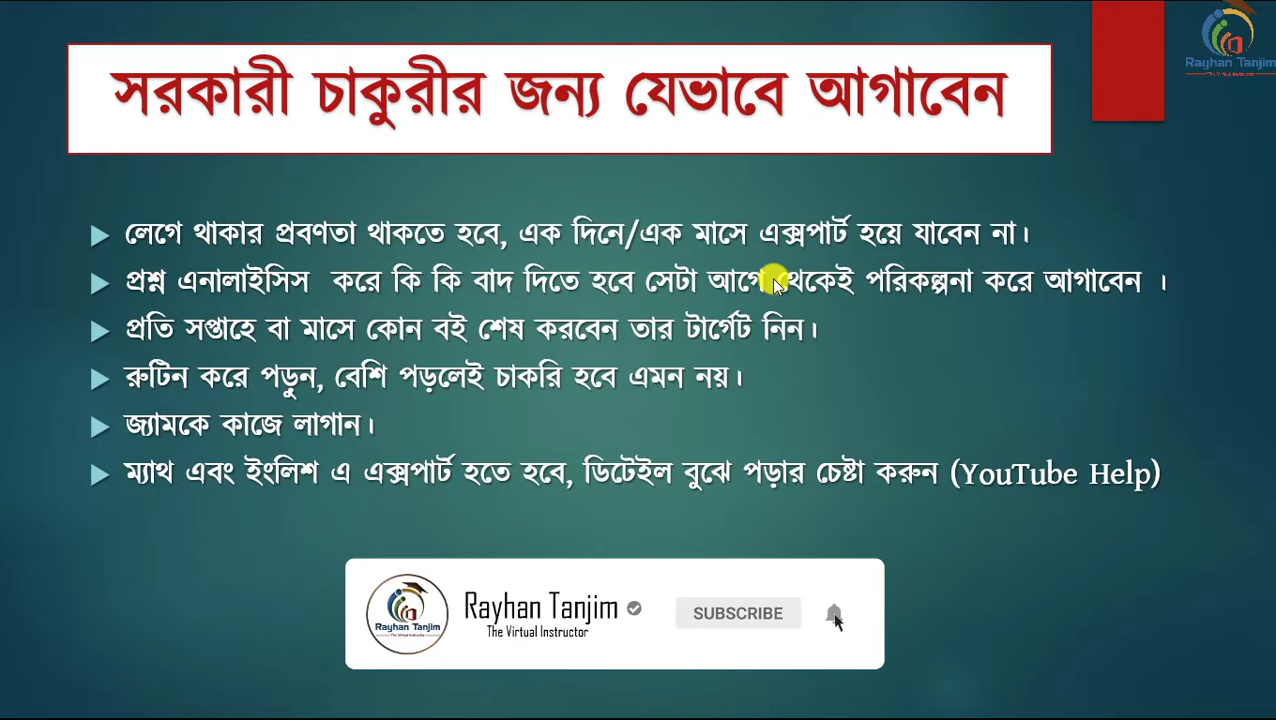 Rayhan Tanjim
সরকারী চাকুরীর জন্য যেভাবে আগাবেন
লেগে থাকার প্রবণতা থাকতে হবে, এক দিনে/এক মাসে এক্সপার্ট হয়ে যাবেন না।
প্রশ্ন এনালাইসিস করে কি কি বাদ দিতে হবে সেটা আগে থেকেই পরিকল্পনা করে আগাবেন ।
প্রতি সপ্তাহে বা মাসে কোন বই শেষ করবেন তার টার্গেট নিন।
রুটিন করে পড়ুন, বেশি পড়লেই চাকরি হবে এমন নয়।
জ্যামকে কাজে লাগান।
ম্যাথ এবং ইংলিশ এ এক্সপার্ট হতে হবে, ডিটেইল বুঝে পড়ার চেষ্টা করুন (YouTube Help)
Rayhan Tanjim
Rayhan Tanjim
The Virtual Instructor
SUBSCRIBE